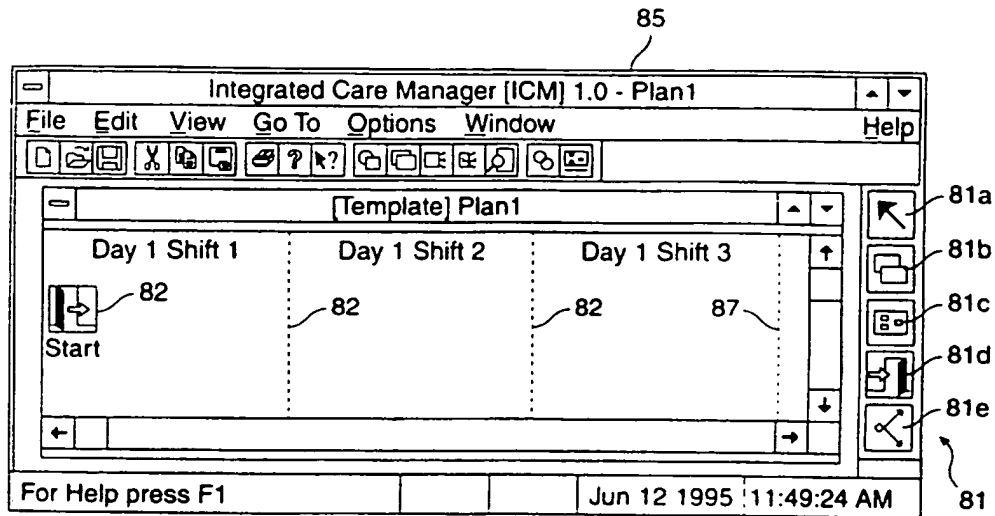 85
Integrated Care Manager [ICM] 1.0 - Plan1
File Edit View Go To Options Window Help
[Template] Plan1
Day 1 Shift 1 Day 1 Shift 2 Day 1 Shift 3
82 82 82 87
Start
81a
81b
81c
81d
81e
81
For Help press F1 Jun 12 1995 11:49:24 AM